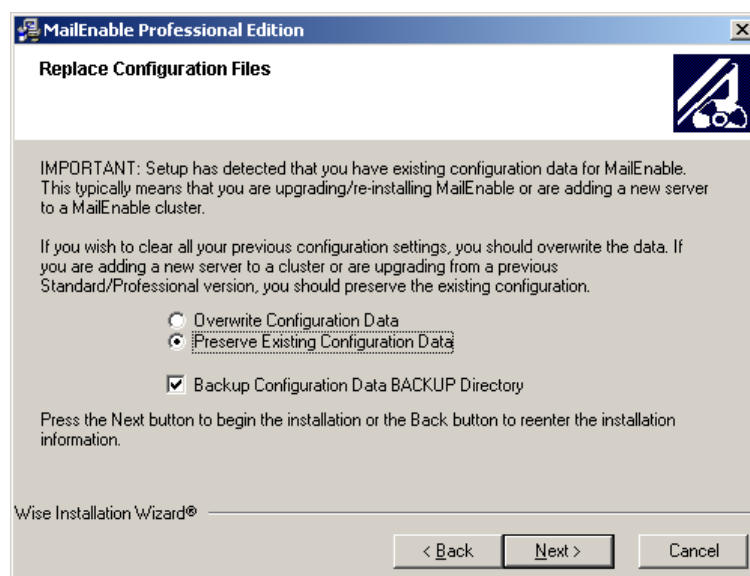 MailEnable Professional Edition
Replace Configuration Files
IMPORTANT: Setup has detected that you have existing configuration data for MailEnable.
This typically means that you are upgrading/re-installing MailEnable or are adding a new server
to a MailEnable cluster.
If you wish to clear all your previous configuration settings, you should overwrite the data. If
you are adding a new server to a cluster or are upgrading from a previous
Standard/Professional version, you should preserve the existing configuration.
Overwrite Configuration Data
Preserve Existing Configuration Data
Backup Configuration Data BACKUP Directory
Press the Next button to begin the installation or the Back button to reenter the installation
information.
Wise Installation Wizard®
< Back Next > Cancel